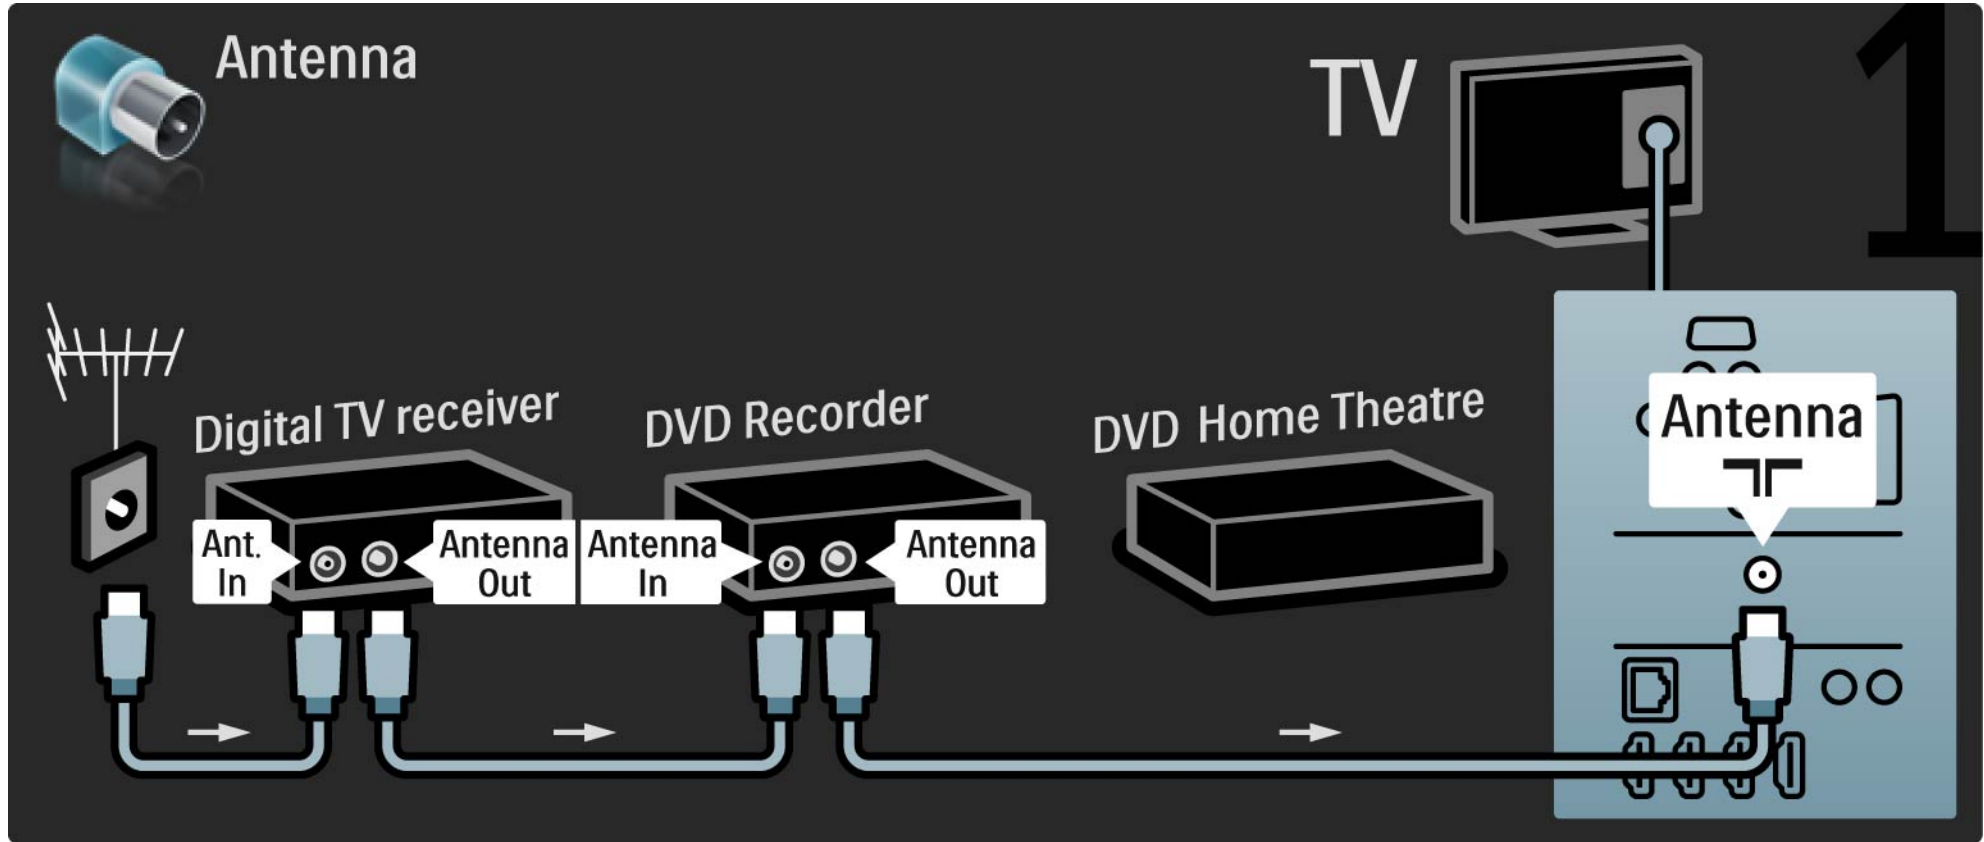 Antenna
TV
1
Digital TV receiver
DVD Recorder
DVD Home Theatre
Antenna
Ant.
In
Antenna
Out
Antenna
In
Antenna
Out